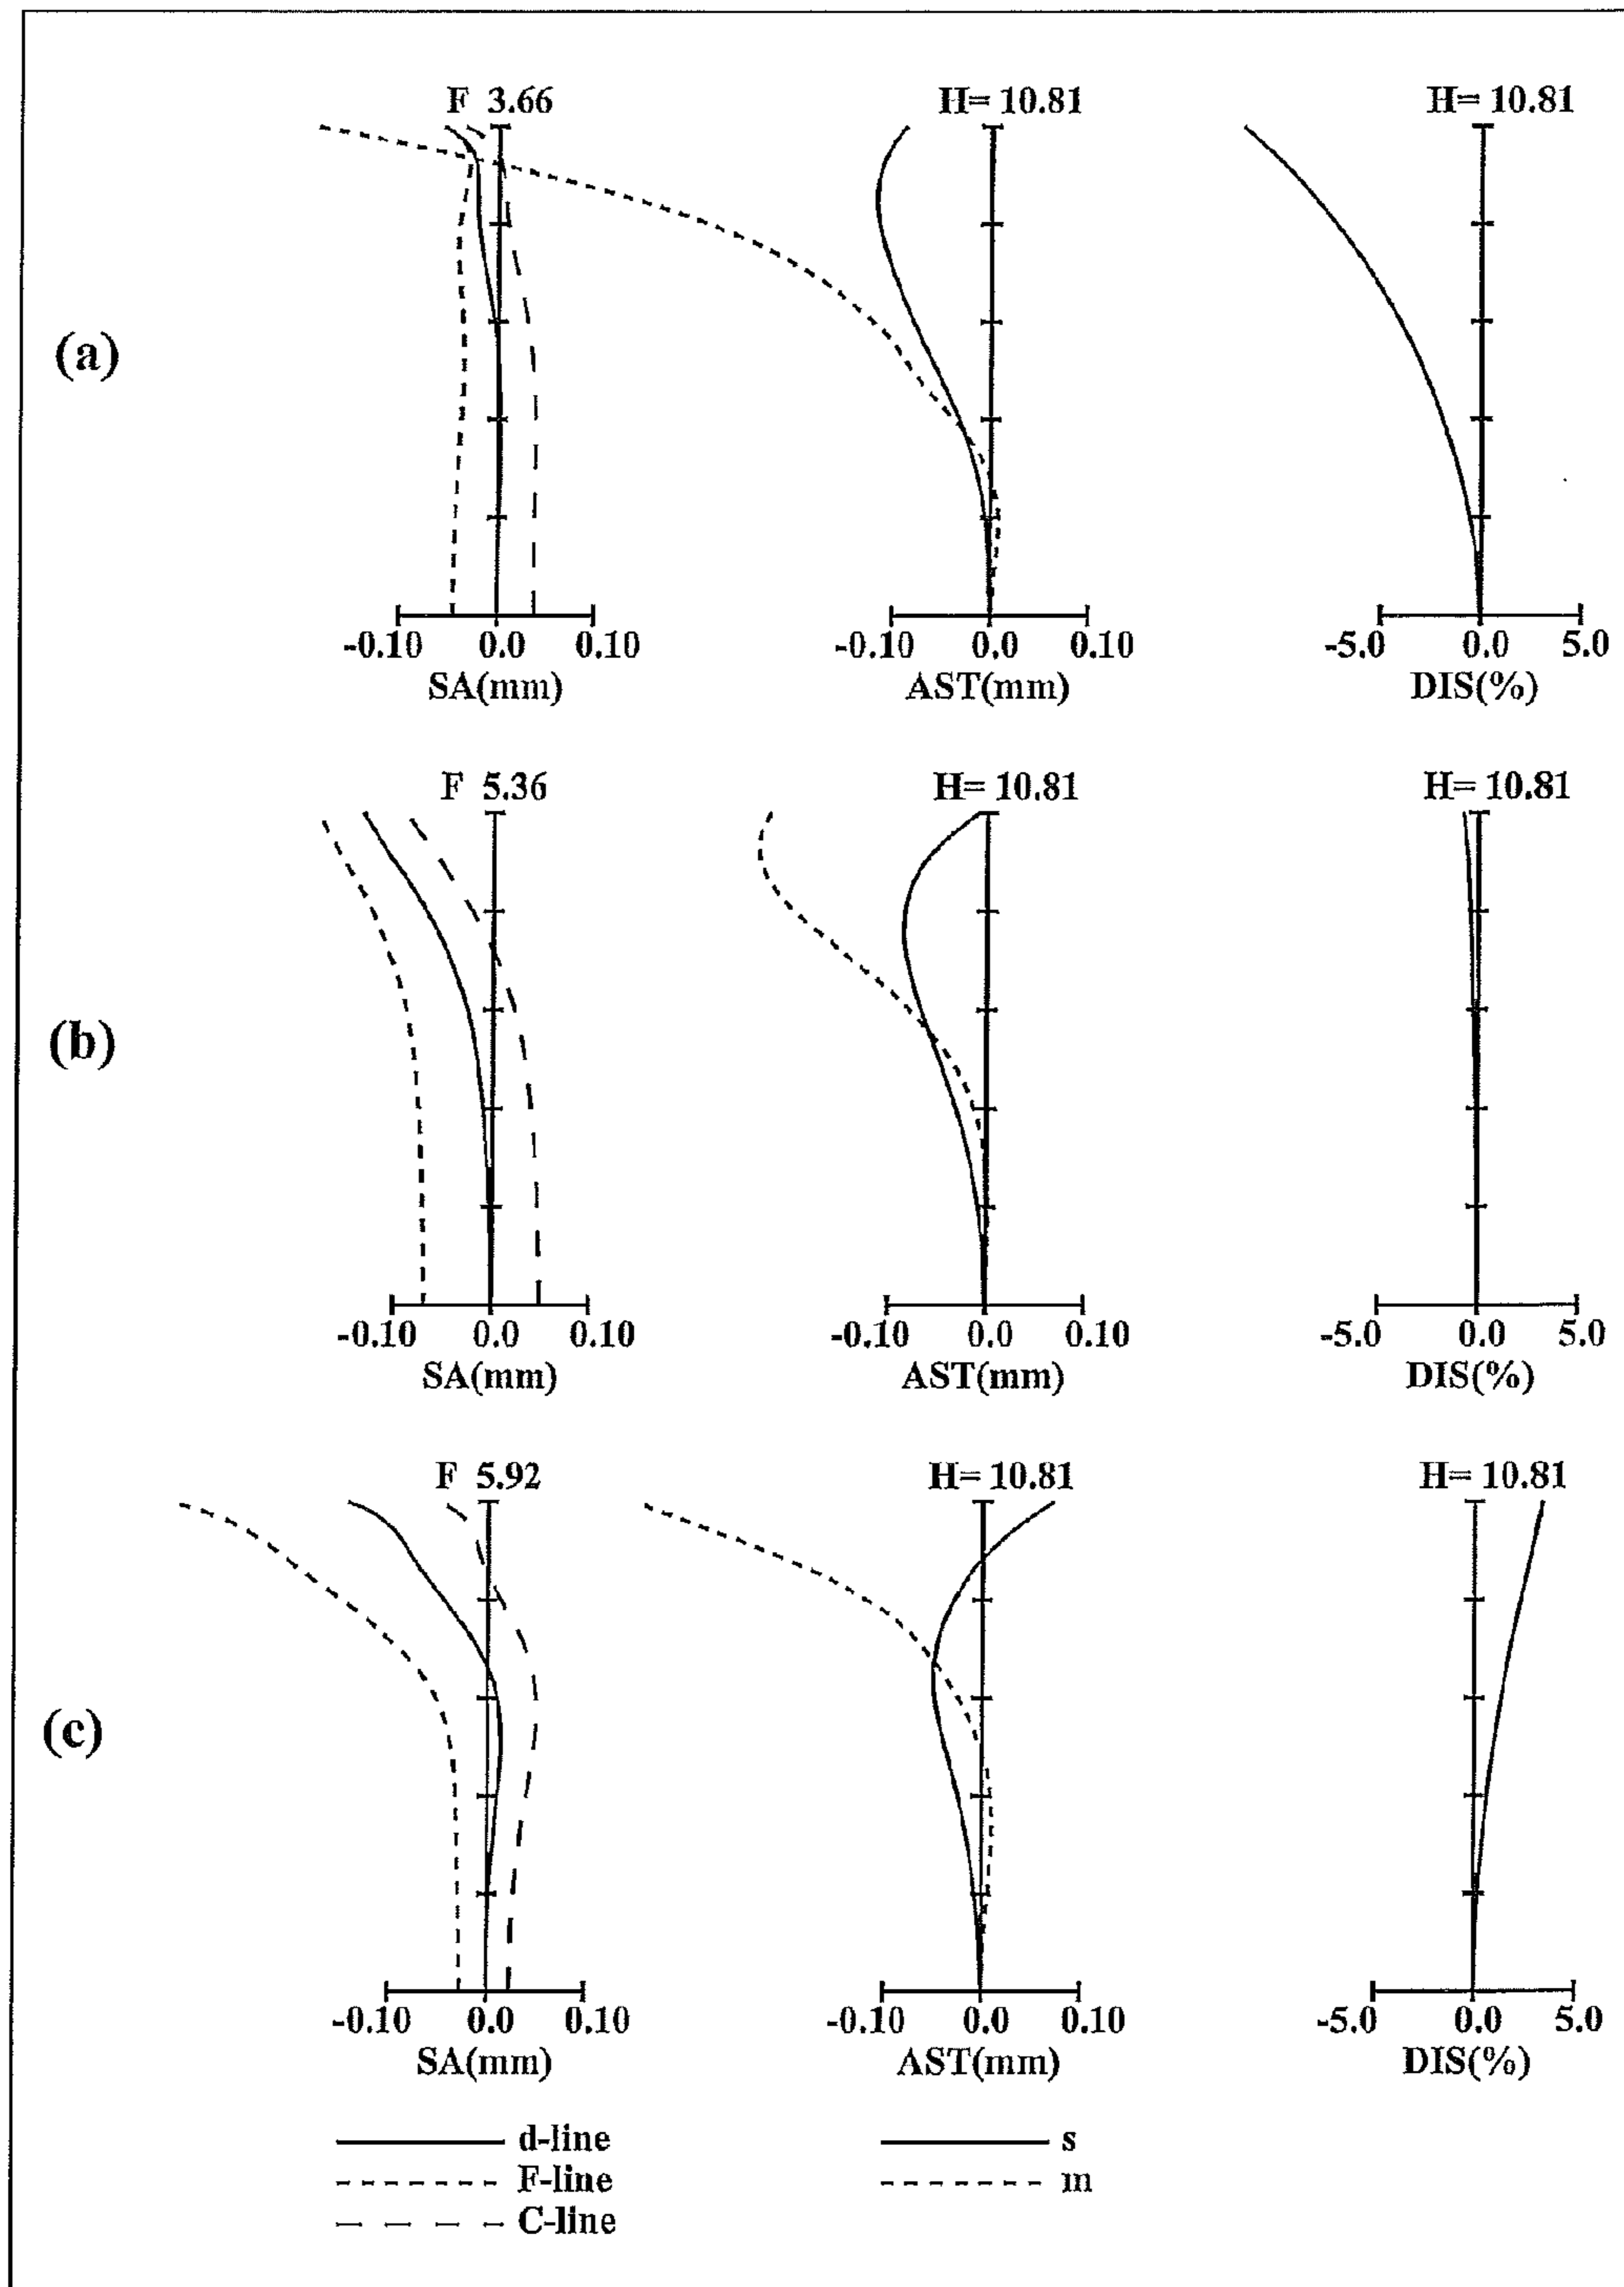 F 3.66 H= 10.81 H= 10.81
(a)
-0.10 0.0 0.10 -0.10 0.0 0.10 -5.0 0.0 5.0
SA(mm) AST(mm) DIS(%)
F 5.36 H= 10.81 H= 10.81
(b)
-0.10 0.0 0.10 -0.10 0.0 0.10 -5.0 0.0 5.0
SA(mm) AST(mm) DIS(%)
F 5.92 H= 10.81 H= 10.81
(c)
-0.10 0.0 0.10 -0.10 0.0 0.10 -5.0 0.0 5.0
SA(mm) AST(mm) DIS(%)
d-line s
F-line m
C-line